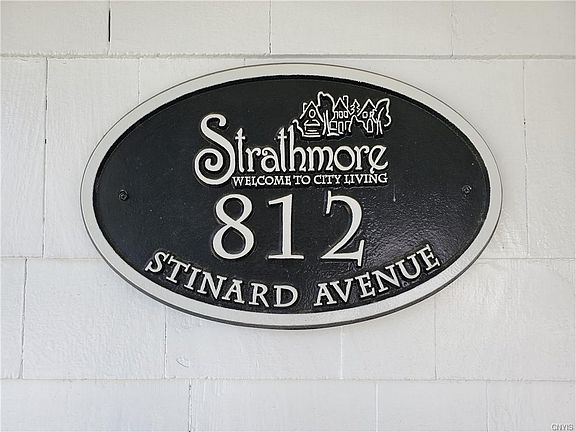 Strathmore
WELCOME TO CITY LIVING
812
STINARD AVENUE
CNYIS